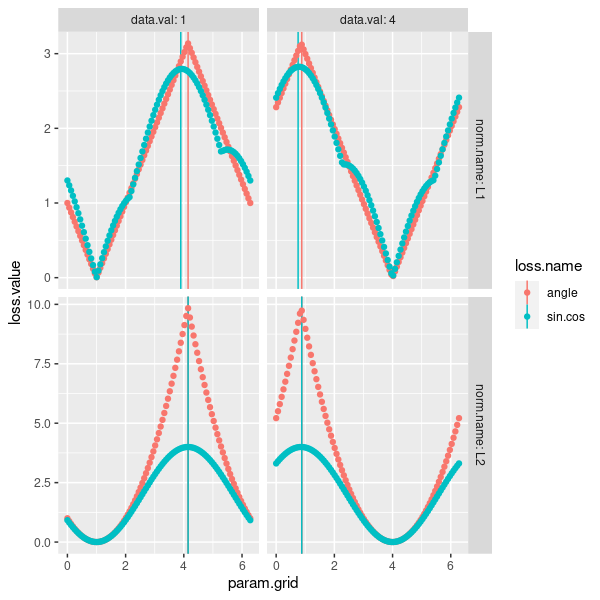 data.val: 1
data.val: 4
3
2
1
0
norm.name: L1
10.0
7.5
5.0
2.5
0.0
norm.name: L2
loss.value
0 2 4 6
0 2 4 6
param.grid
loss.name
angle
sin.cos